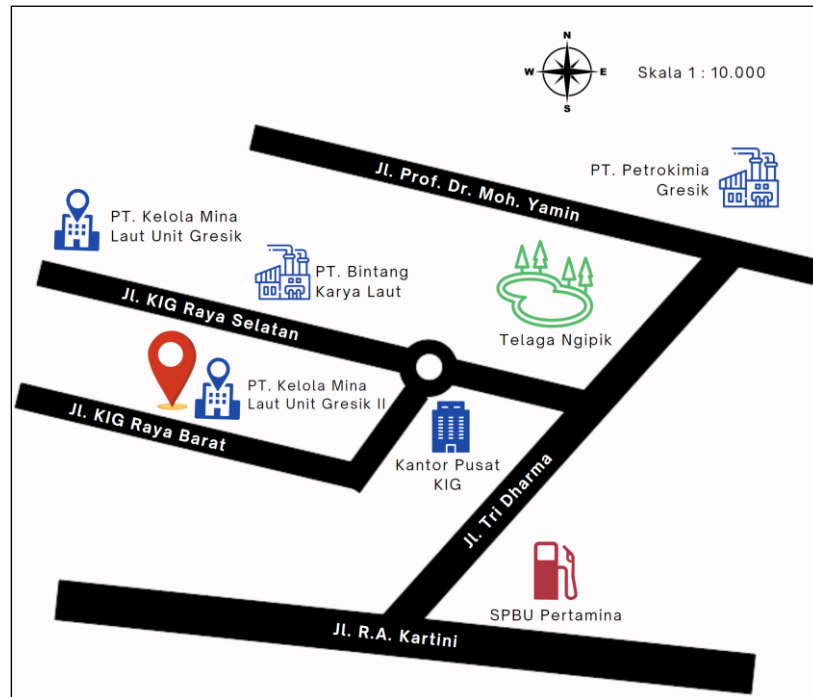 N
W
E
S
Skala 1 : 10.000
Jl. Prof. Dr. Moh. Yamin
PT. Petrokimia
Gresik
PT. Kelola Mina
Laut Unit Gresik
PT. Bintang
Karya Laut
Jl. KIG Raya Selatan
Telaga Ngipik
PT. Kelola Mina
Laut Unit Gresik II
Jl. KIG Raya Barat
Kantor Pusat
KIG
Jl. Tri Dharma
SPBU Pertamina
Jl. R.A. Kartini